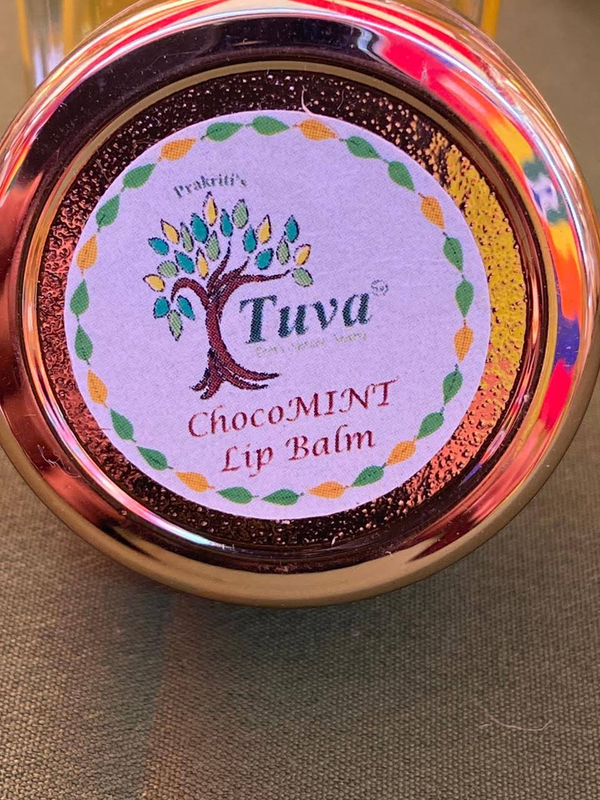 Prakriti's
Tuva
ChocoMINT
Lip Balm